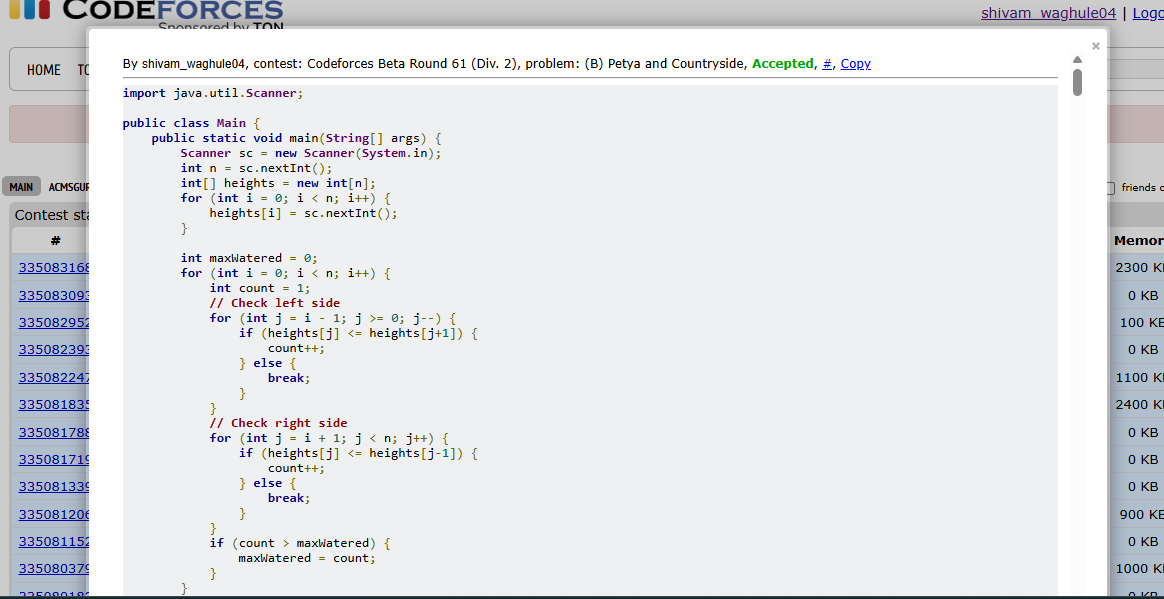 CODEFORCES
Sponsored by TON
shivam_waghule04 | Logo
HOME TO
×
By shivam_waghule04, contest: Codeforces Beta Round 61 (Div. 2), problem: (B) Petya and Countryside, Accepted, #, Copy
import java.util.Scanner;
public class Main {
public static void main(String[] args) {
Scanner sc = new Scanner(System.in);
int n = sc.nextInt();
int[] heights = new int[n];
for (int i = 0; i < n; i++) {
heights[i] = sc.nextInt();
}
int maxWatered = 0;
for (int i = 0; i < n; i++) {
int count = 1;
// Check left side
for (int j = i - 1; j >= 0; j--) {
if (heights[j] <= heights[j+1]) {
count++;
} else {
break;
}
}
// Check right side
for (int j = i + 1; j < n; j++) {
if (heights[j] <= heights[j-1]) {
count++;
} else {
break;
}
}
if (count > maxWatered) {
maxWatered = count;
}
}
MAIN ACMSGUR
friends o
Contest sta
# Memor
335083168 2300 K
335083093 0 KB
335082952 100 KB
335082393 0 KB
335082247 1100 K
335081835 2400 K
335081788 0 KB
335081719 0 KB
335081339 0 KB
335081206 900 KB
335081152 0 KB
335080379 1000 K
0 KB